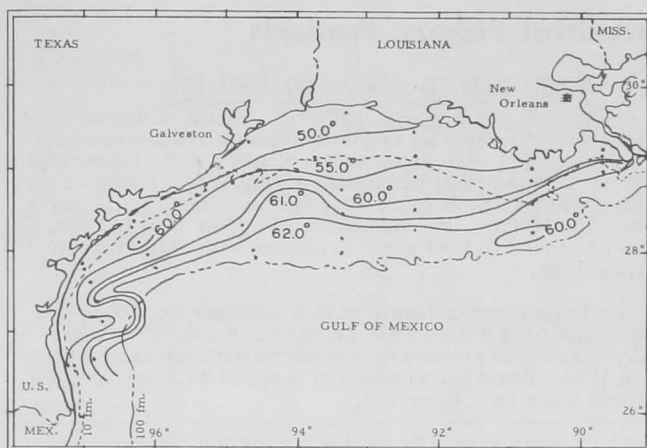 TEXAS
LOUISIANA
MISS.
New
Orleans
30°
Galveston
50.0°
55.0°
60.0°
61.0°
60.0°
62.0°
60.0°
28°
GULF OF MEXICO
U.S.
MEX.
10 fm.
100 fm.
96°
94°
92°
90°
26°